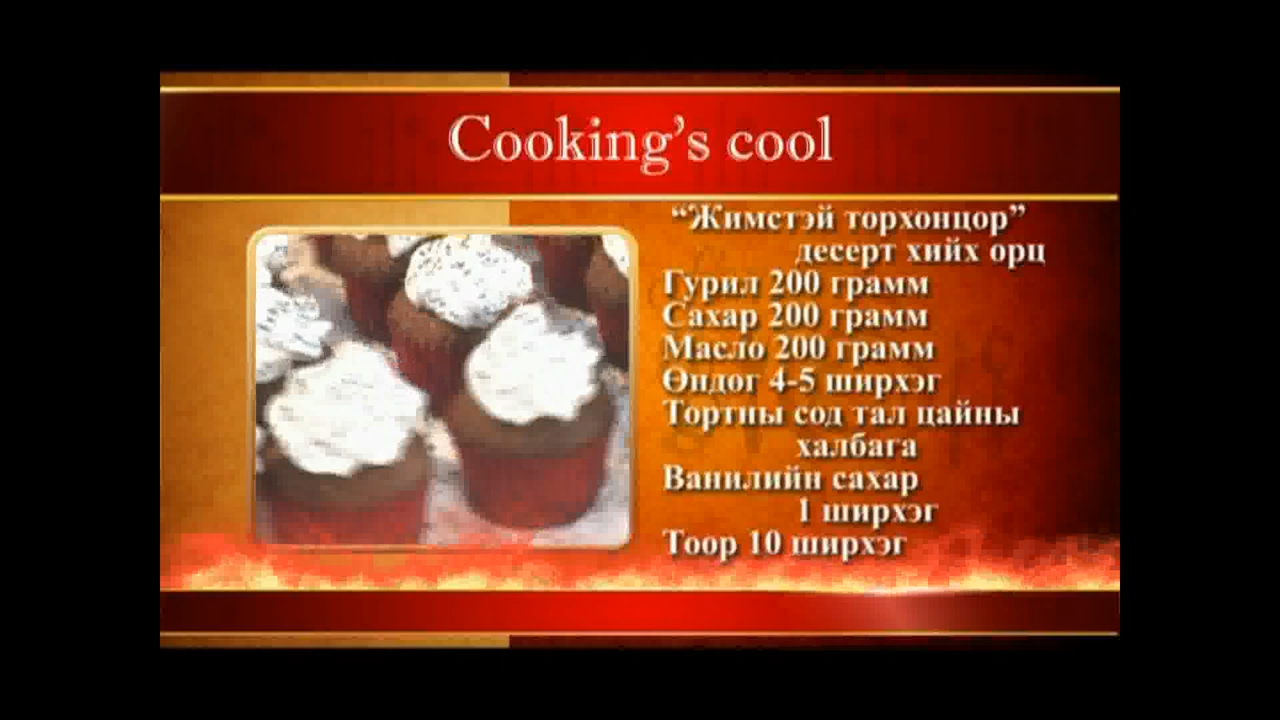 Cooking's cool
“Жимстэй торхонцор”
десерт хийх орц
Гурил 200 грамм
Сахар 200 грамм
Масло 200 грамм
Өндог 4-5 ширхэг
Тортны сод тал цайны
халбага
Ванилийн сахар
1 ширхэг
Тоор 10 ширхэг